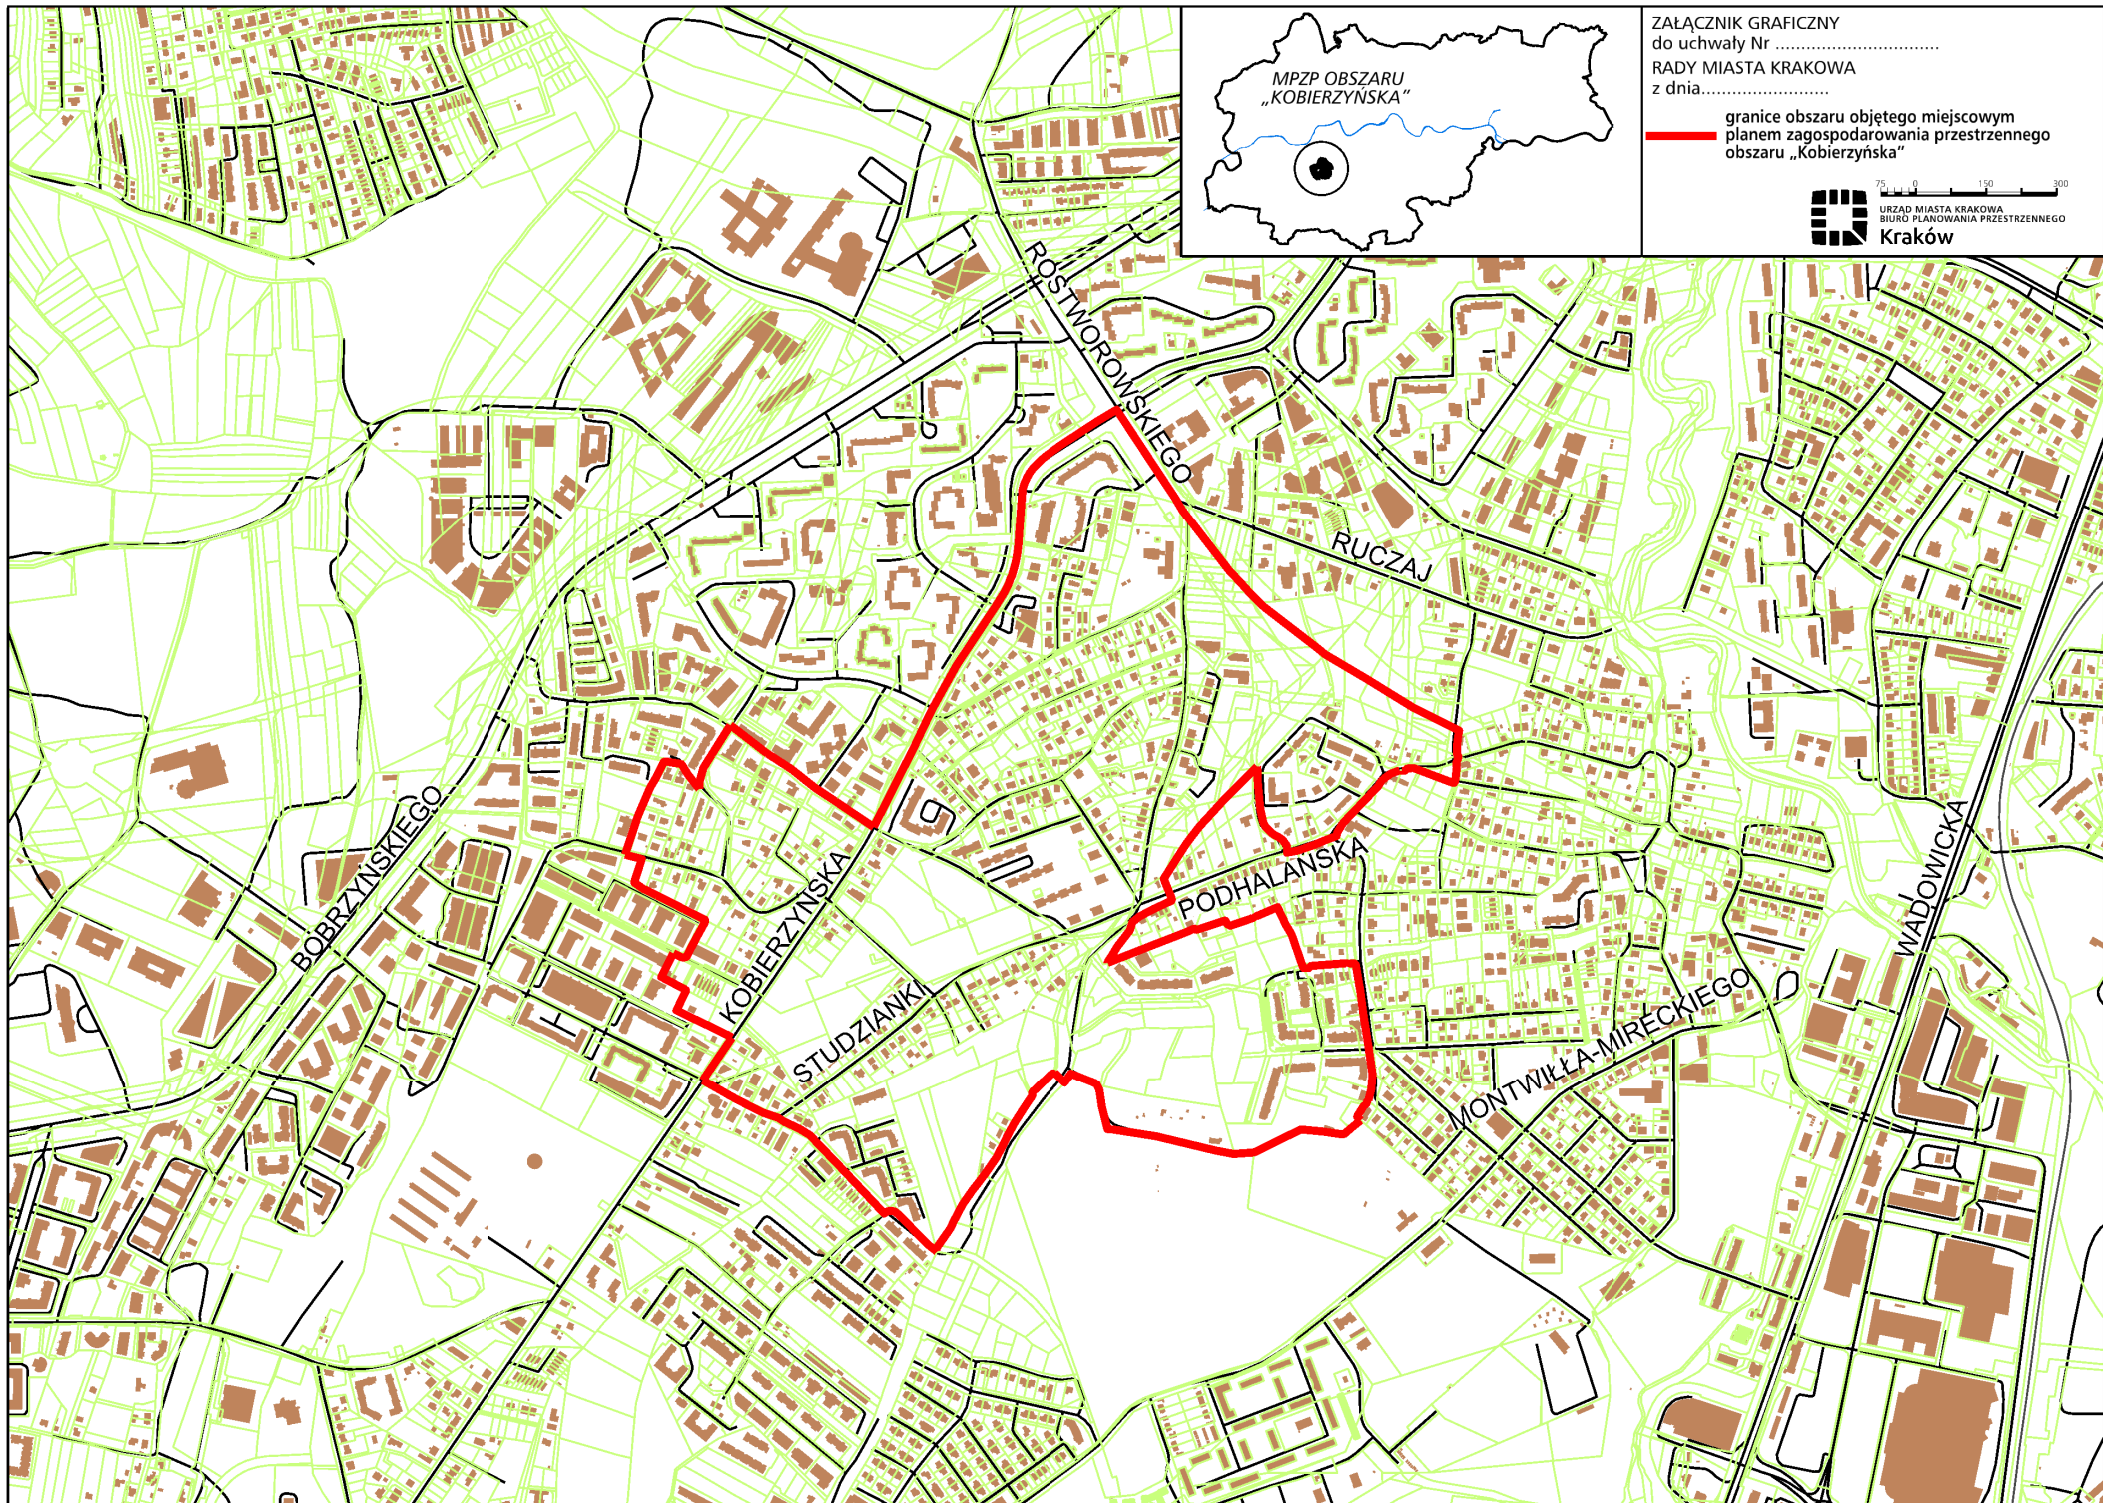 MPZP OBSZARU
„KOBIERZYŃSKA”
ZAŁĄCZNIK GRAFICZNY
do uchwały Nr ................................
RADY MIASTA KRAKOWA
z dnia.........................
granice obszaru objętego miejscowym
planem zagospodarowania przestrzennego
obszaru „Kobierzyńska”
75 0 150 300
URZĄD MIASTA KRAKOWA
BIURO PLANOWANIA PRZESTRZENNEGO
Kraków
ROSTWOROWSKIEGO
RUCZAJ
BOBRZYŃSKIEGO
KOBIERZYŃSKA
PODHALAŃSKA
WADOWICKA
STUDZIANKI
MONTWIŁŁA-MIRECKIEGO